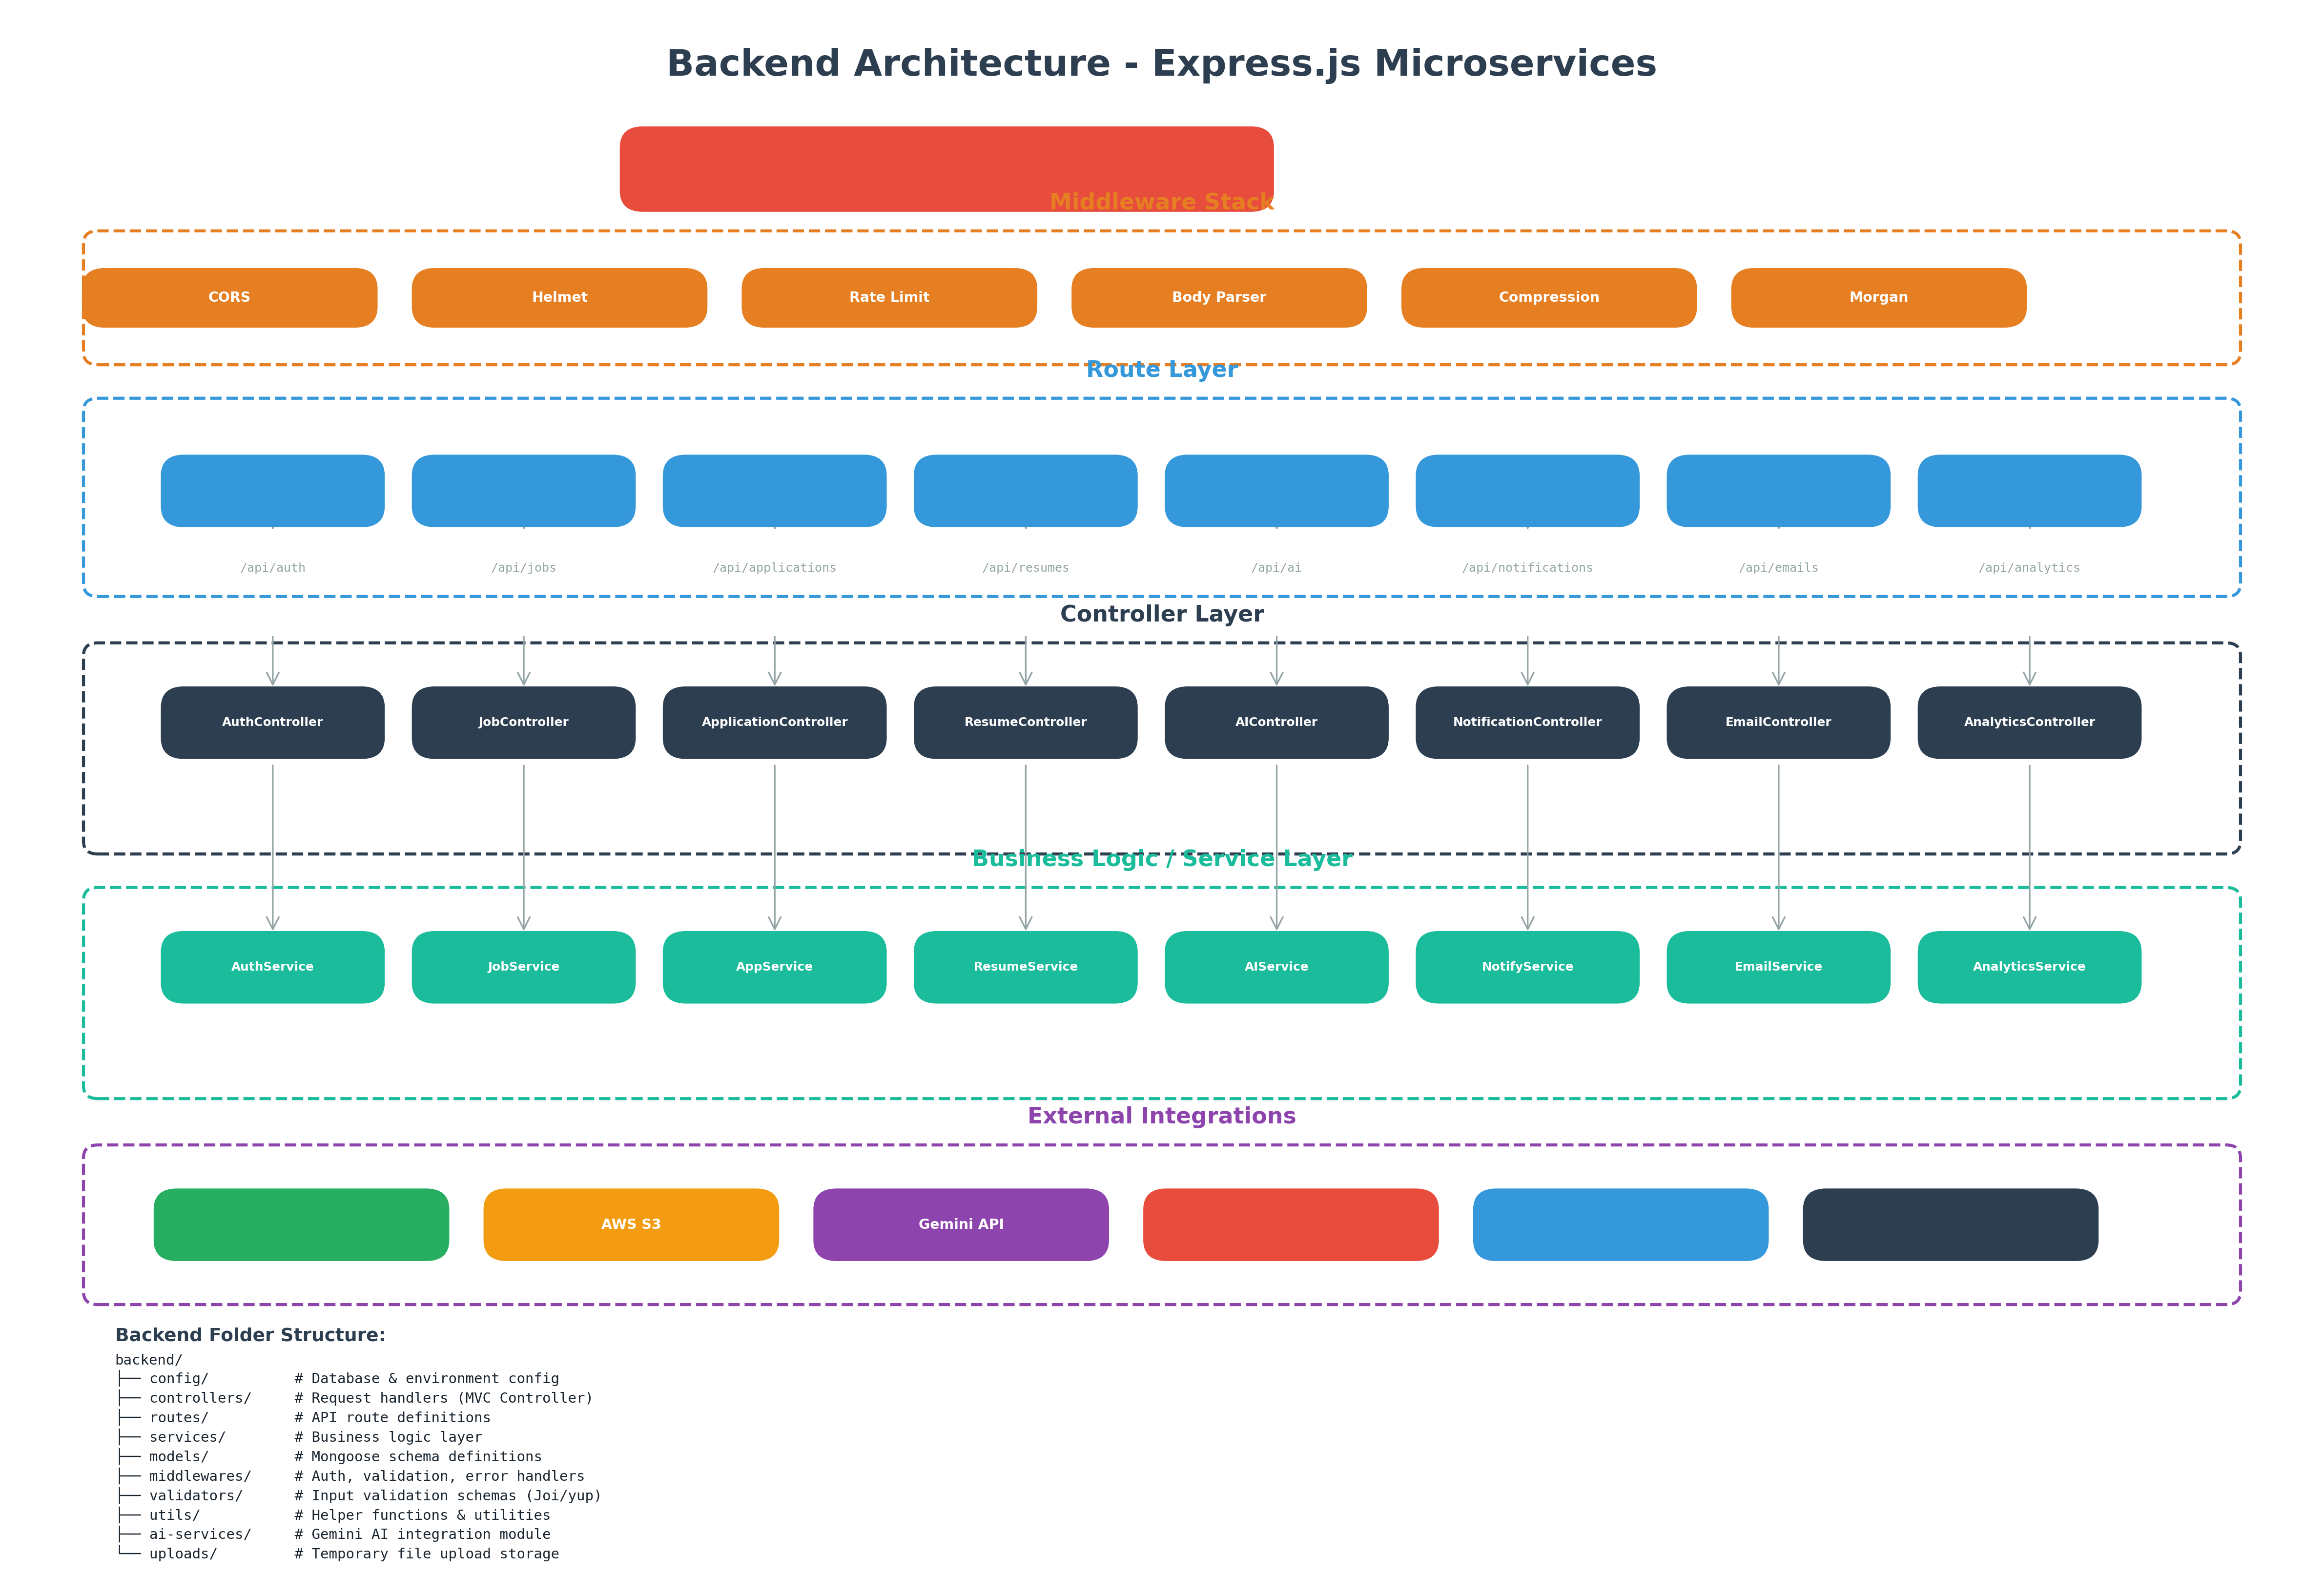 Backend Architecture - Express.js Microservices
Middleware Stack
CORS Helmet Rate Limit Body Parser Compression Morgan
Route Layer
/api/auth /api/jobs /api/applications /api/resumes /api/ai /api/notifications /api/emails /api/analytics
Controller Layer
AuthController JobController ApplicationController ResumeController AIController NotificationController EmailController AnalyticsController
Business Logic / Service Layer
AuthService JobService AppService ResumeService AIService NotifyService EmailService AnalyticsService
External Integrations
AWS S3 Gemini API
Backend Folder Structure:
backend/
├── config/ # Database & environment config
├── controllers/ # Request handlers (MVC Controller)
├── routes/ # API route definitions
├── services/ # Business logic layer
├── models/ # Mongoose schema definitions
├── middlewares/ # Auth, validation, error handlers
├── validators/ # Input validation schemas (Joi/yup)
├── utils/ # Helper functions & utilities
├── ai-services/ # Gemini AI integration module
└── uploads/ # Temporary file upload storage